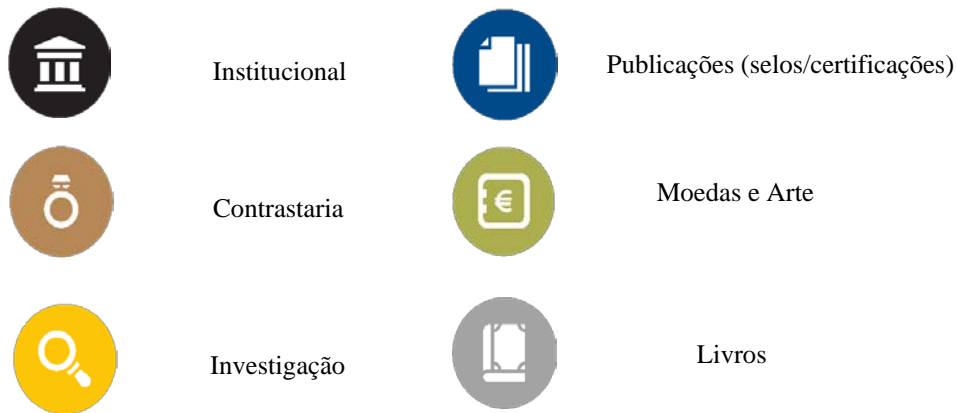 Institucional
Publicações (selos/certificações)
Contrastaria
Moedas e Arte
Investigação
Livros